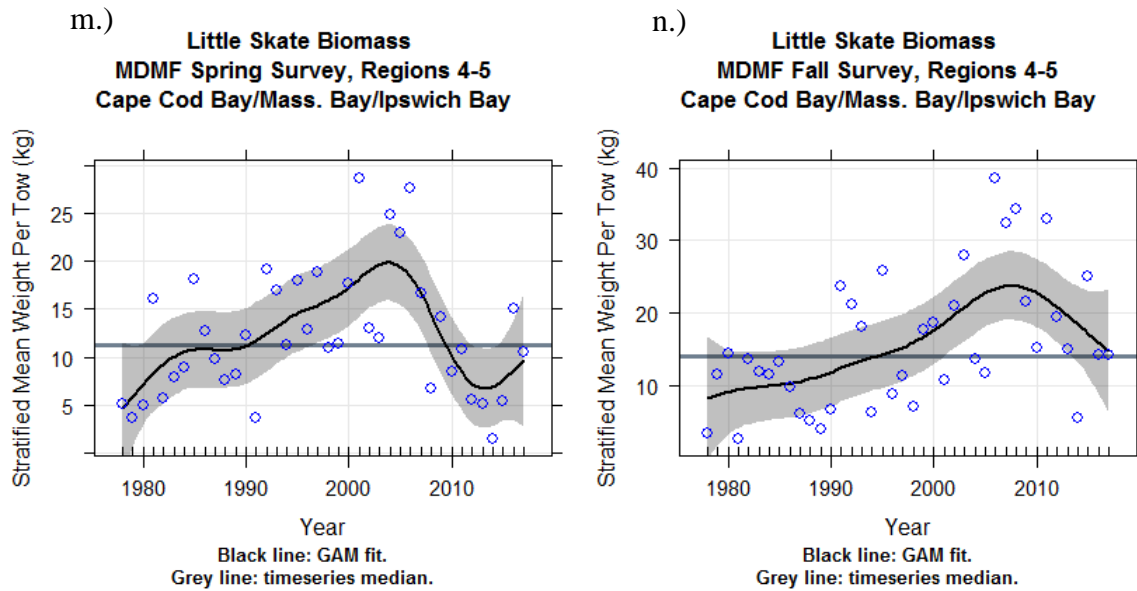 m.)
Little Skate Biomass
MDMF Spring Survey, Regions 4-5
Cape Cod Bay/Mass. Bay/Ipswich Bay
Stratified Mean Weight Per Tow (kg)
25
20
15
10
5
1980 1990 2000 2010
Year
Black line: GAM fit.
Grey line: timeseries median.
n.)
Little Skate Biomass
MDMF Fall Survey, Regions 4-5
Cape Cod Bay/Mass. Bay/Ipswich Bay
Stratified Mean Weight Per Tow (kg)
40
30
20
10
1980 1990 2000 2010
Year
Black line: GAM fit.
Grey line: timeseries median.